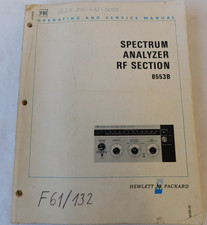 OPERATING AND SERVICE MANUAL
SPECTRUM
ANALYZER
RF SECTION
8553B
HEWLETT PACKARD
F61/132